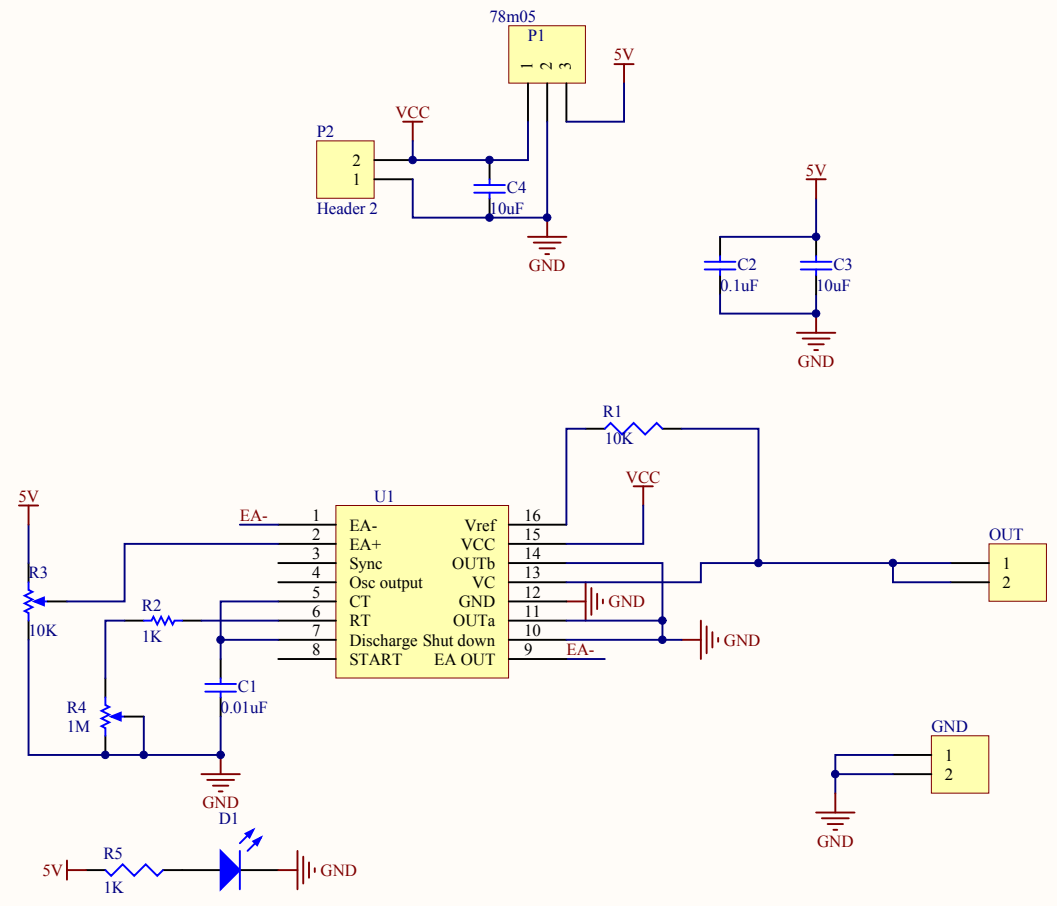 78m05
P1
1 2 3
5V
VCC
P2
2
1
Header 2
C4
10uF
GND
5V
C2
0.1uF
C3
10uF
GND
R1
10K
VCC
5V
R3
10K
R2
1K
R4
1M
C1
0.01uF
GND
EA-
U1
1 EA- Vref 16
2 EA+ VCC 15
3 Sync OUTb 14
4 Osc output VC 13
5 CT GND 12
6 RT OUTa 11
7 Discharge Shut down 10
8 START EA OUT 9
EA-
GND
GND
OUT
1
2
GND
1
2
GND
D1
5V
R5
1K
GND